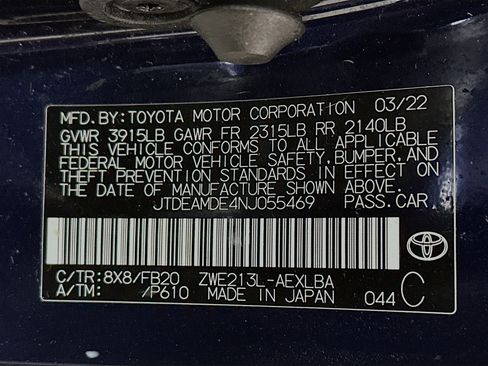 MFD. BY: TOYOTA MOTOR CORPORATION 03/22
GVWR 3915LB GAWR FR 2315LB RR 2140LB
THIS VEHICLE CONFORMS TO ALL APPLICABLE
FEDERAL MOTOR VEHICLE SAFETY, BUMPER, AND
THEFT PREVENTION STANDARDS IN EFFECT ON
THE DATE OF MANUFACTURE SHOWN ABOVE.
JTDEAMDE4NJ055469 PASS.CAR
C/TR: 8X8/FB20 ZWE213L-AEXLBA
A/TM: /P610 MADE IN JAPAN 044 C
TOYOTA